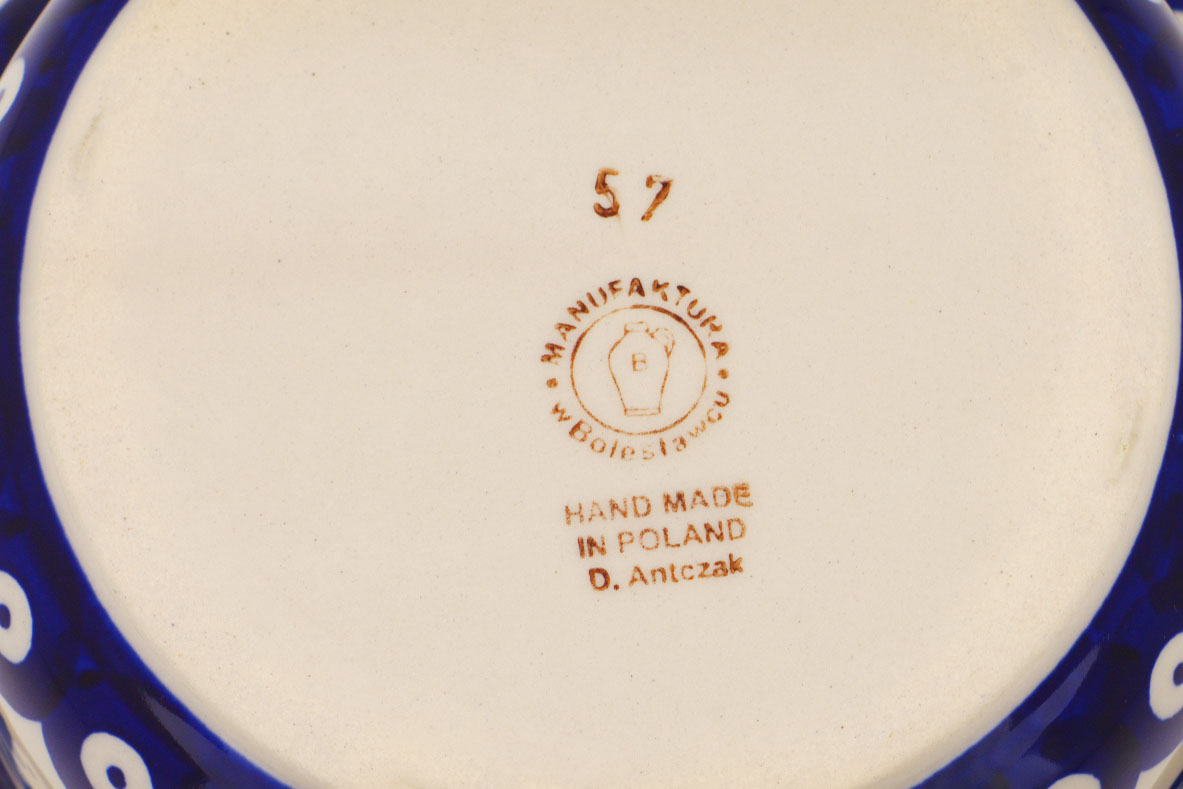 57
MANUFAKTURA
B
w Bolesławcu
HAND MADE
IN POLAND
D. Antczak